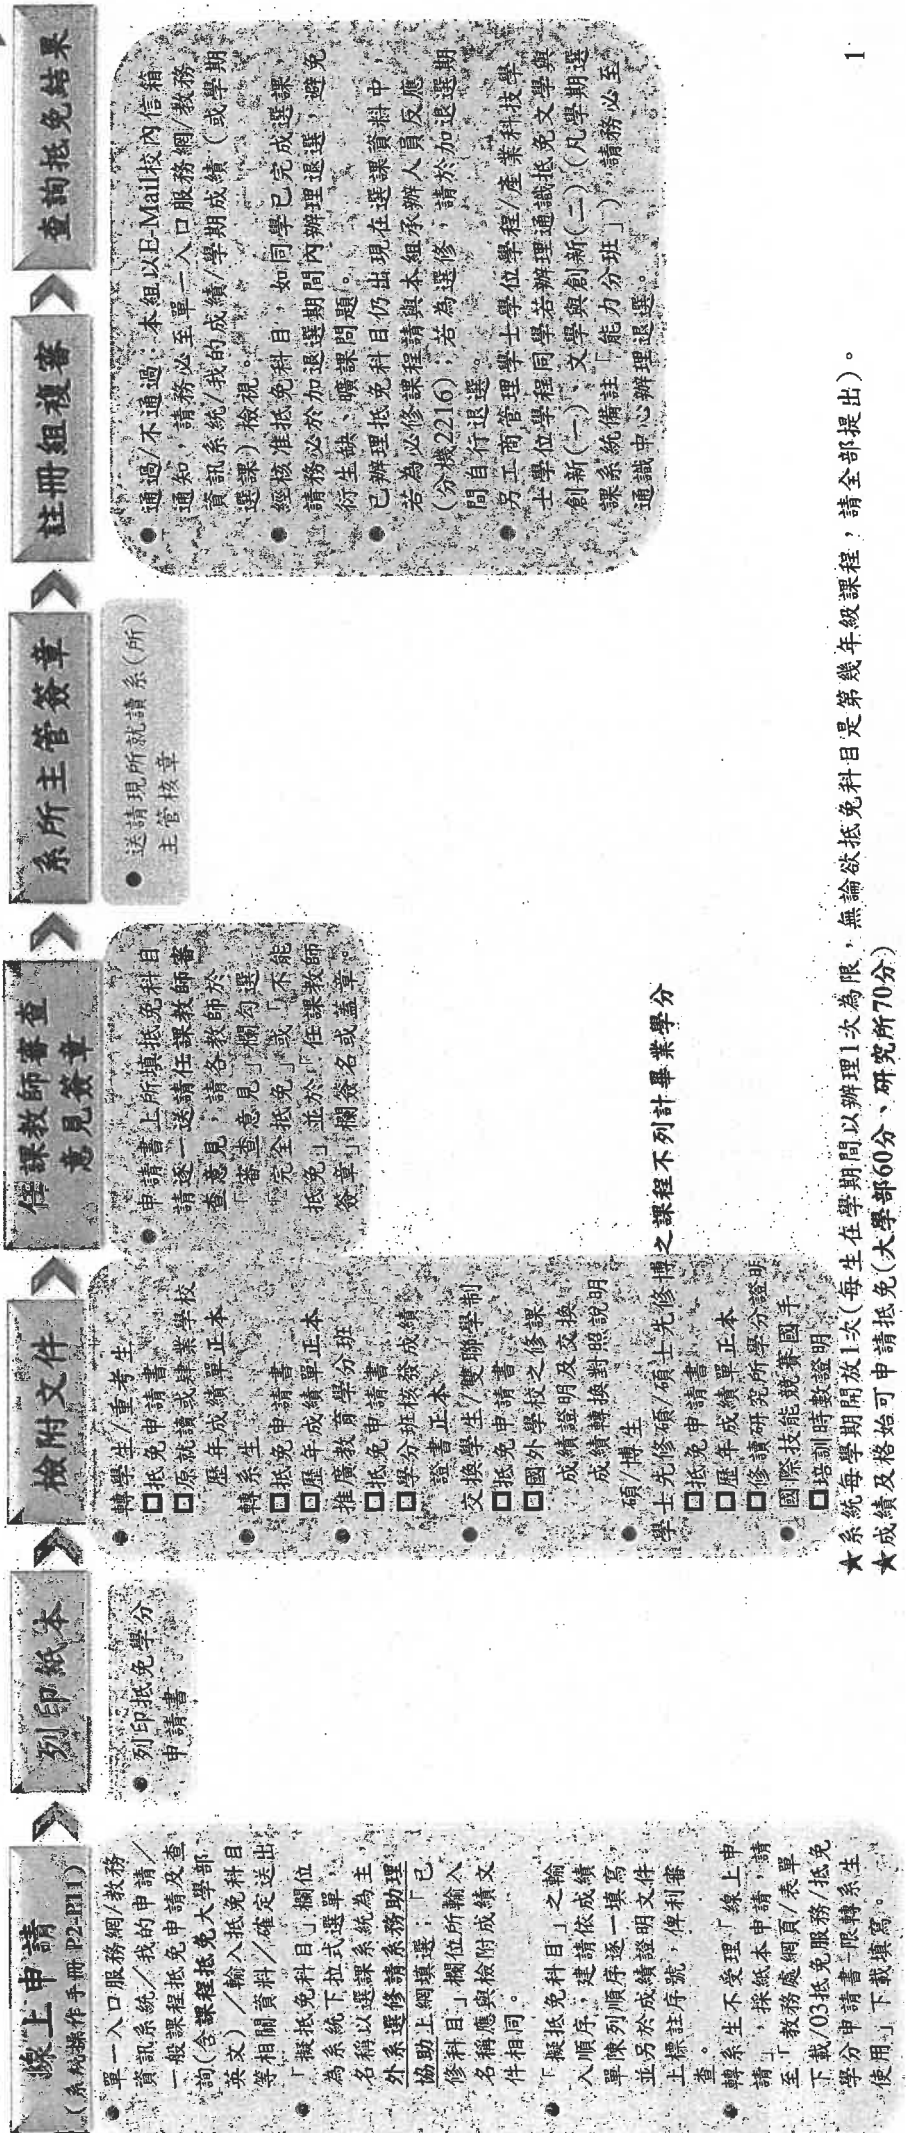 線上申請
(系統操作手冊 P2-P11)
● 單一入口服務網/教務
資訊系統/我的申請/
一般課程抵免申請及查
詢(含課程抵免大學部
英文)/輸入抵免科目
等相關資料/確定送出
● 「擬抵免科目」欄位
為系統下拉式選單,
名稱以選課系統為主
外系選修請系務助理
協助上網填選;「已
修科目」欄位所輸入
名稱應與檢附成績文
件相同。
● 「擬抵免科目」之輸
入順序,建請依成績
單陳列順序逐一填寫,
並另於成績證明文件
上標註序號,俾利審
查。
● 轉系生不受理「線上申
請」,採紙本申請,請
至「教務處網頁/表單
下載/03抵免服務/抵免
學分申請書-限轉系生
使用」下載填寫。
列印紙本
● 列印抵免學分
申請書
檢附文件
● 轉學生/重考生
□抵免申請書
□原就讀或肄業學校
歷年成績單正本
● 轉系生
□抵免申請書
□歷年成績單正本
● 推廣教育學分班
□抵免申請書
□學分班核發成績
證書正本
● 交換學生/雙聯學制
□抵免申請書
□國外學校之修課
成績證明及交換
成績轉換對照說明
● 碩/博生
學士先修碩/碩士先修博之課程不列計畢業學分
□抵免申請書
□歷年成績單正本
□修讀研究所學分證明
● 國際技能競賽國手
□培訓時數證明
任課教師審查
意見簽章
● 申請書上所填抵免科目
請逐一送請任課教師審
查意見,請各教師於
「審查意見」欄勾選
「完全抵免」或「不能
抵免」並於「任課教師
簽章」欄簽名或蓋章。
系所主管簽章
● 送請現所就讀系(所)
主管核章
註冊組複審
查詢抵免結果
● 通過/不通過:本組以E-Mail校內信箱
通知,請務必至單一入口服務網/教務
資訊系統/我的成績/學期成績(或學期
選課)檢視。
● 經核准抵免科目,如同學已完成選課,
請務必於加退選期間內辦理退選,避免
衍生缺、曠課問題。
● 已辦理抵免科目仍出現在選課資料中,
若為必修課程請與本組承辦人員反應
(分機2216);若為選修,請於加退選期
間自行退選。
● 另工商管理學士學位學程/產業科技學
士學位學程同學若辦理通識抵免文學與
創新(一)、文學與創新(二)(凡學期選
課系統備註「能力分班」),請務必至
通識中心辦理退選。
★系統每學期開放1次(每生在學期間以辦理1次為限,無論欲抵免科目是第幾年級課程,請全部提出)。
★成績及格始可申請抵免(大學部60分、研究所70分)
1